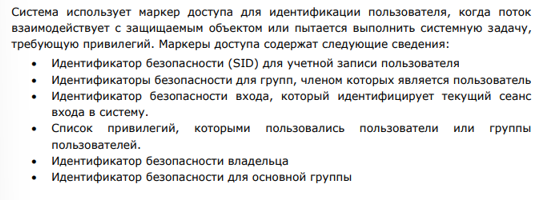 Система использует маркер доступа для идентификации пользователя, когда поток
взаимодействует с защищаемым объектом или пытается выполнить системную задачу,
требующую привилегий. Маркеры доступа содержат следующие сведения:
• Идентификатор безопасности (SID) для учетной записи пользователя
• Идентификаторы безопасности для групп, членом которых является пользователь
• Идентификатор безопасности входа, который идентифицирует текущий сеанс
входа в систему.
• Список привилегий, которыми пользовались пользователи или группы
пользователей.
• Идентификатор безопасности владельца
• Идентификатор безопасности для основной группы